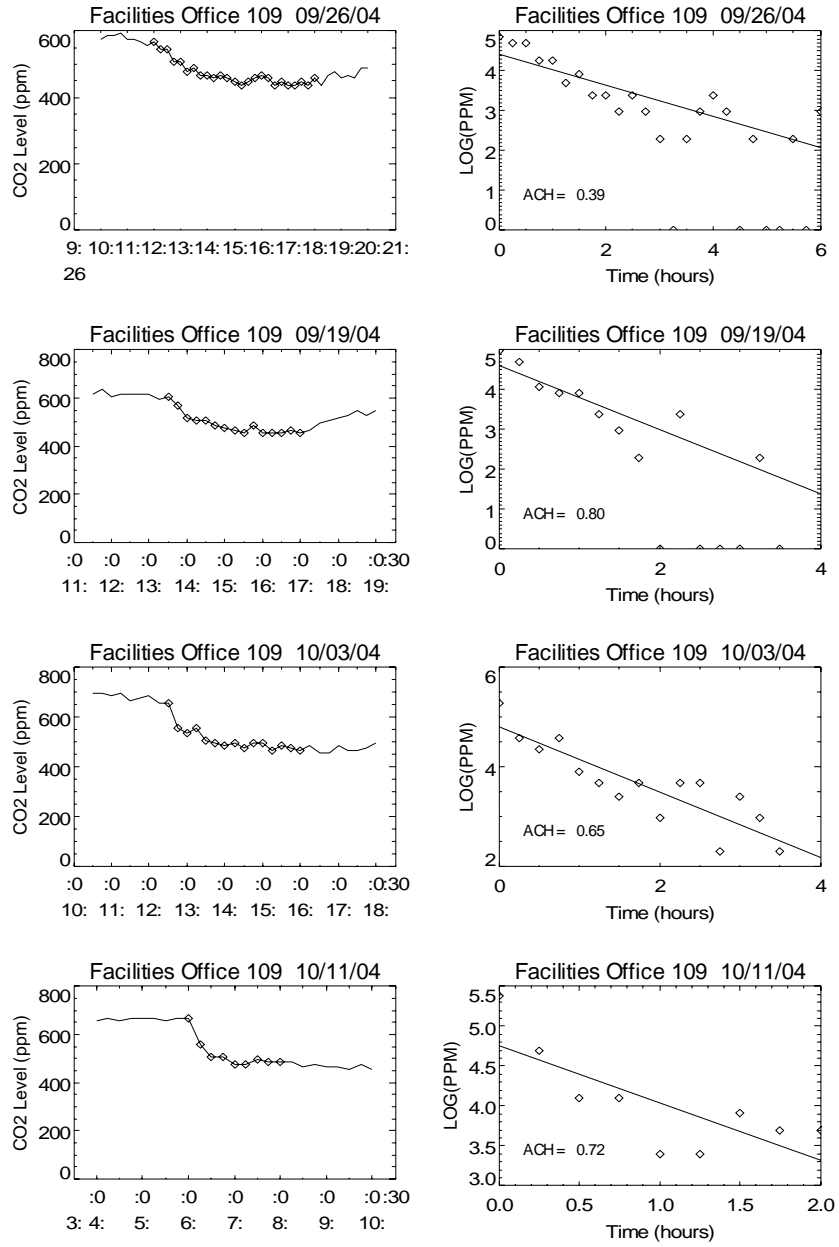 Facilities Office 109 09/26/04
600
400
200
0
CO2 Level (ppm)
9: 10:11:12:13:14:15:16:17:18:19:20:21:
26
Facilities Office 109 09/26/04
5
4
3
2
1
0
LOG(PPM)
ACH = 0.39
0 2 4 6
Time (hours)
Facilities Office 109 09/19/04
800
600
400
200
0
CO2 Level (ppm)
:0 :0 :0 :0 :0 :0 :0 :0:30
11: 12: 13: 14: 15: 16: 17: 18: 19:
Facilities Office 109 09/19/04
5
4
3
2
1
0
LOG(PPM)
ACH = 0.80
0 2 4
Time (hours)
Facilities Office 109 10/03/04
800
600
400
200
0
CO2 Level (ppm)
:0 :0 :0 :0 :0 :0 :0 :0 :0:30
10: 11: 12: 13: 14: 15: 16: 17: 18:
Facilities Office 109 10/03/04
6
4
2
LOG(PPM)
ACH = 0.65
0 2 4
Time (hours)
Facilities Office 109 10/11/04
800
600
400
200
0
CO2 Level (ppm)
:0 :0 :0 :0 :0 :0 :0:30
3: 4: 5: 6: 7: 8: 9: 10:
Facilities Office 109 10/11/04
5.5
5.0
4.5
4.0
3.5
3.0
LOG(PPM)
ACH = 0.72
0.0 0.5 1.0 1.5 2.0
Time (hours)